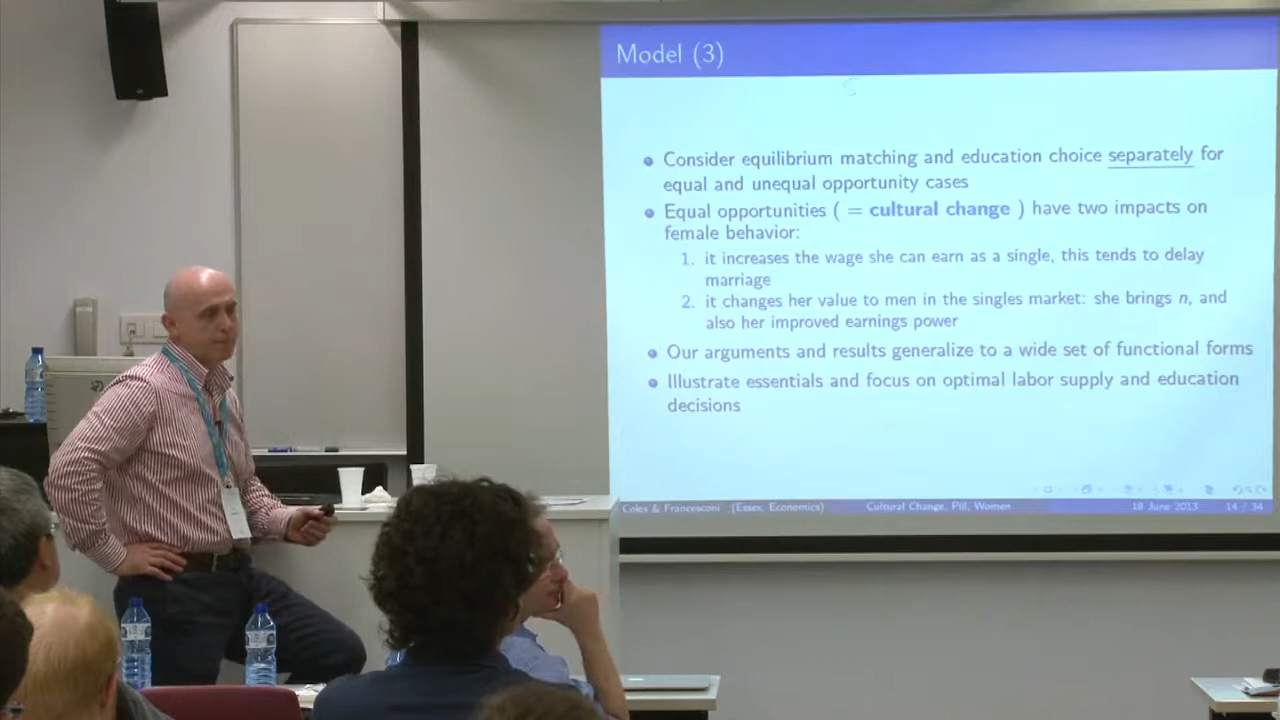 Model (3)
Consider equilibrium matching and education choice separately for
equal and unequal opportunity cases
Equal opportunities ( = cultural change ) have two impacts on
female behavior:
1. it increases the wage she can earn as a single, this tends to delay
marriage
2. it changes her value to men in the singles market: she brings n, and
also her improved earnings power
Our arguments and results generalize to a wide set of functional forms
Illustrate essentials and focus on optimal labor supply and education
decisions
Coles & Francesconi (Essex, Economics) Cultural Change, Pill, Women 18 June 2013 14 / 34